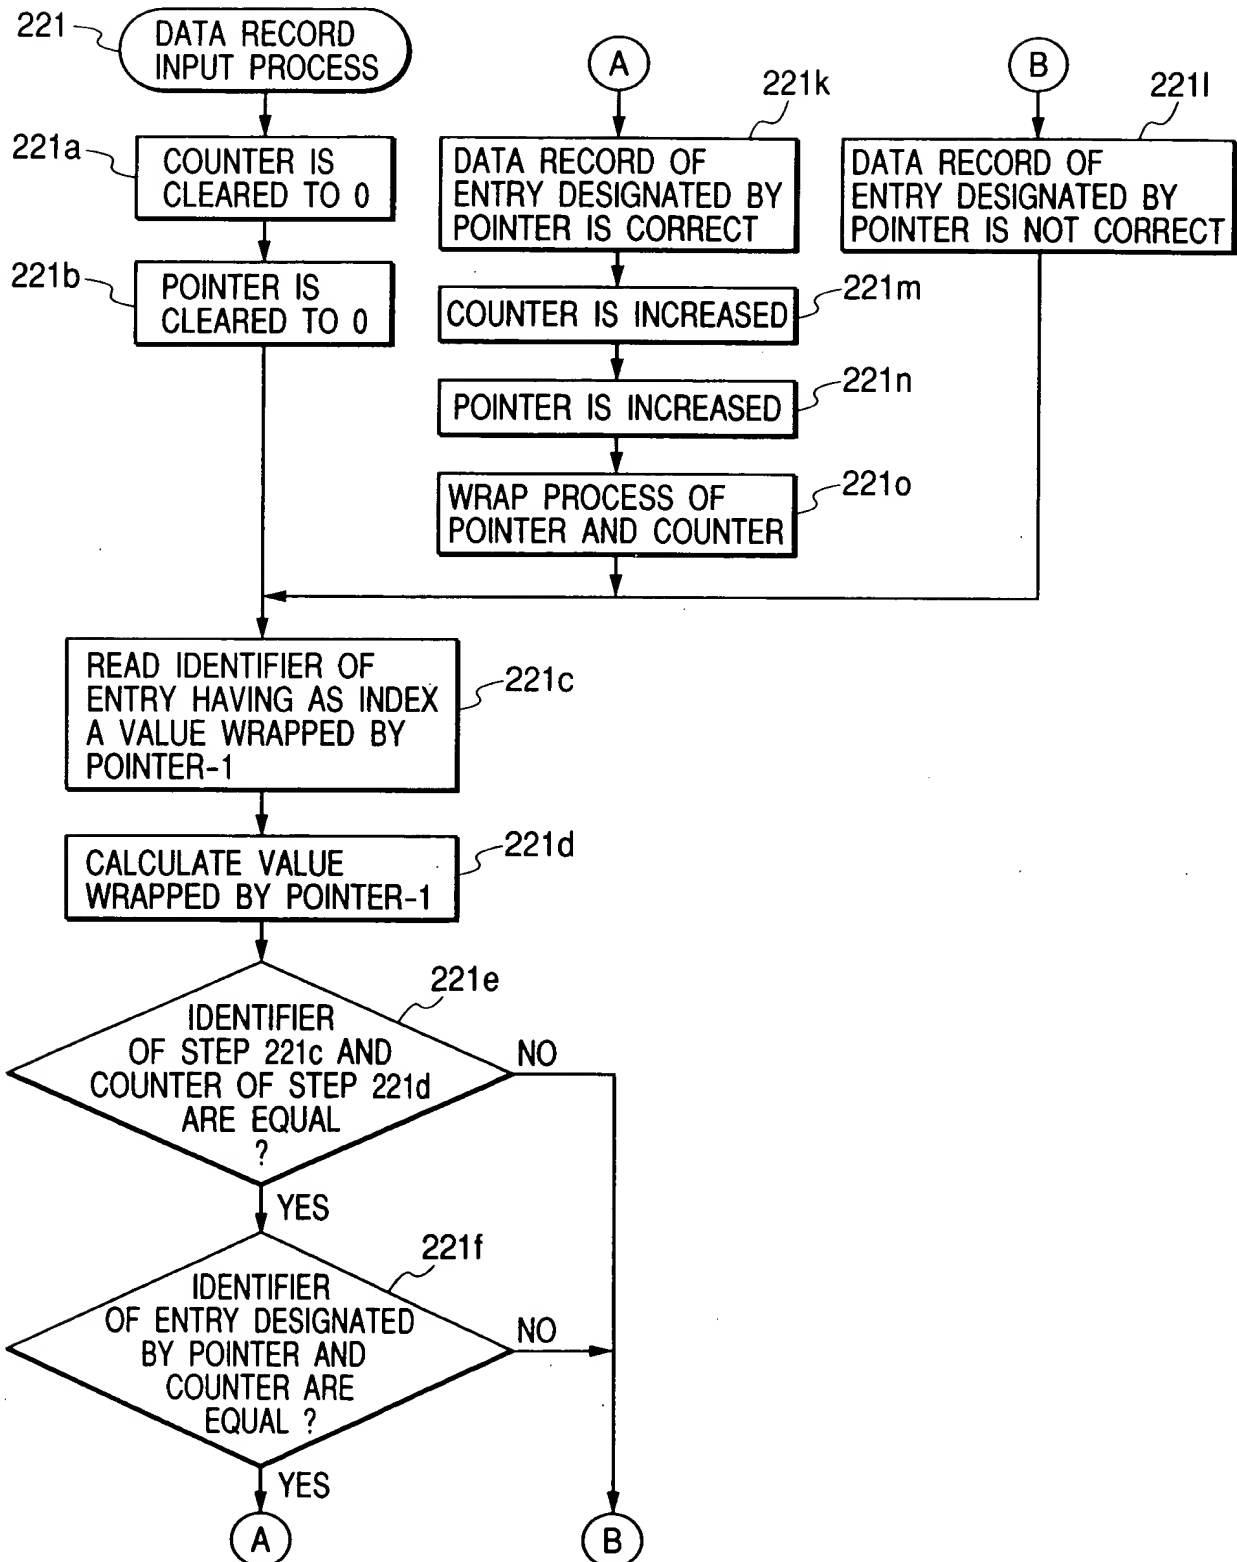 221
DATA RECORD
INPUT PROCESS
221a
COUNTER IS
CLEARED TO 0
221b
POINTER IS
CLEARED TO 0
A
221k
DATA RECORD OF
ENTRY DESIGNATED BY
POINTER IS CORRECT
221m
COUNTER IS INCREASED
221n
POINTER IS INCREASED
221o
WRAP PROCESS OF
POINTER AND COUNTER
B
221l
DATA RECORD OF
ENTRY DESIGNATED BY
POINTER IS NOT CORRECT
READ IDENTIFIER OF
ENTRY HAVING AS INDEX
A VALUE WRAPPED BY
POINTER-1
221c
CALCULATE VALUE
WRAPPED BY POINTER-1
221d
221e
IDENTIFIER
OF STEP 221c AND
COUNTER OF STEP 221d
ARE EQUAL
?
NO
YES
221f
IDENTIFIER
OF ENTRY DESIGNATED
BY POINTER AND
COUNTER ARE
EQUAL ?
NO
YES
A
B